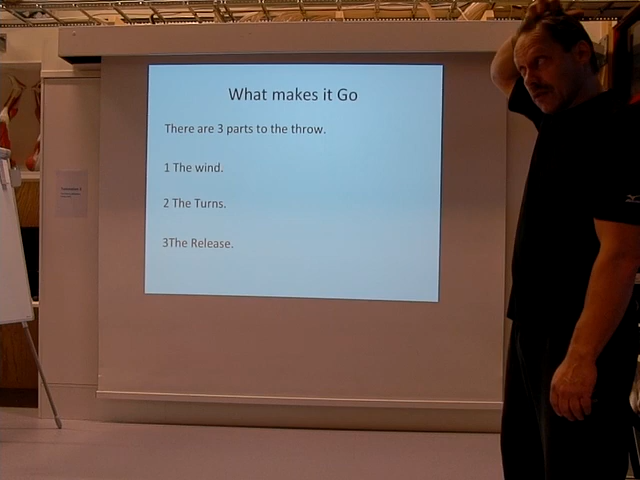 What makes it Go
There are 3 parts to the throw.
1 The wind.
2 The Turns.
3The Release.